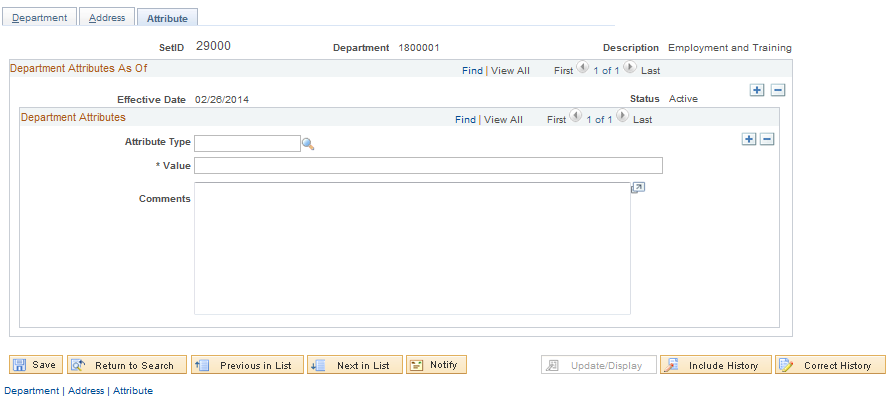 Department Address Attribute
SetID 29000 Department 1800001 Description Employment and Training
Department Attributes As Of Find | View All First 1 of 1 Last
Effective Date 02/26/2014 Status Active
Department Attributes Find | View All First 1 of 1 Last
Attribute Type
* Value
Comments
Save Return to Search Previous in List Next in List Notify Update/Display Include History Correct History
Department | Address | Attribute